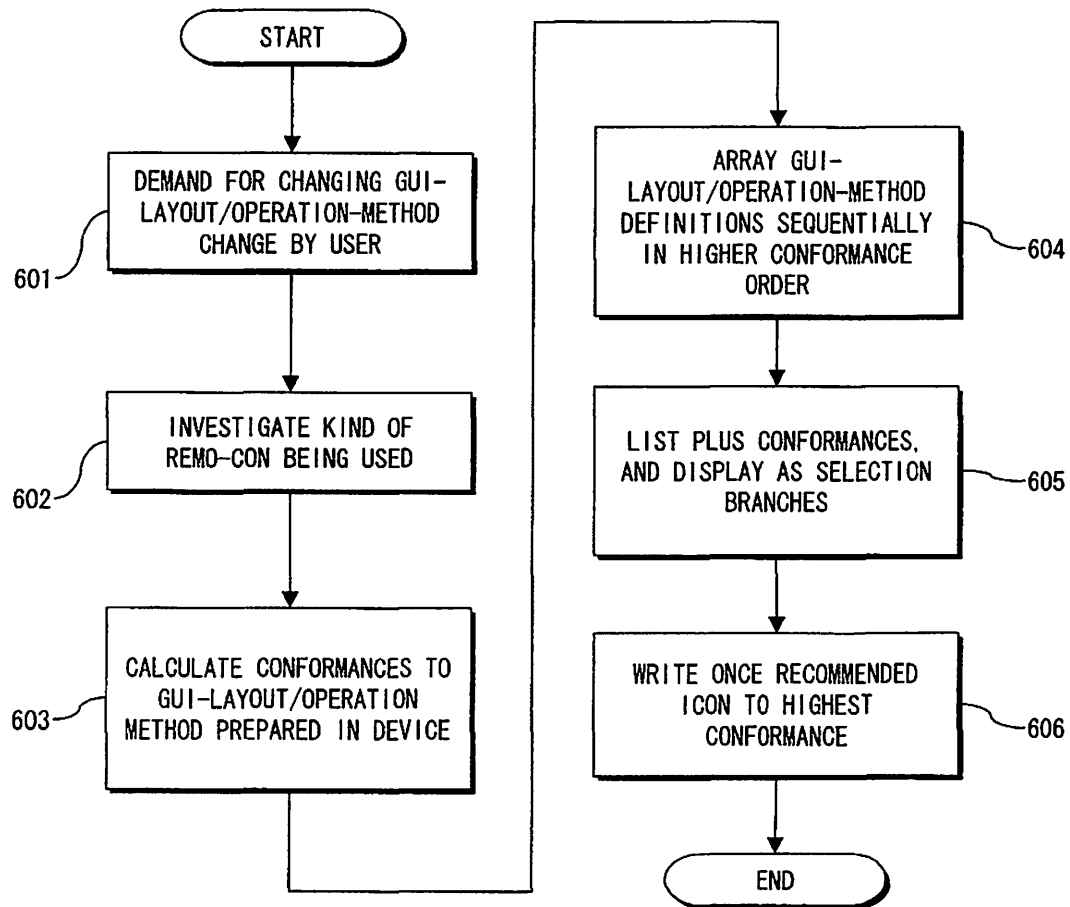 START
DEMAND FOR CHANGING GUI-
LAYOUT/OPERATION-METHOD
CHANGE BY USER
601
INVESTIGATE KIND OF
REMO-CON BEING USED
602
CALCULATE CONFORMANCES TO
GUI-LAYOUT/OPERATION
METHOD PREPARED IN DEVICE
603
ARRAY GUI-
LAYOUT/OPERATION-METHOD
DEFINITIONS SEQUENTIALLY
IN HIGHER CONFORMANCE
ORDER
604
LIST PLUS CONFORMANCES,
AND DISPLAY AS SELECTION
BRANCHES
605
WRITE ONCE RECOMMENDED
ICON TO HIGHEST
CONFORMANCE
606
END